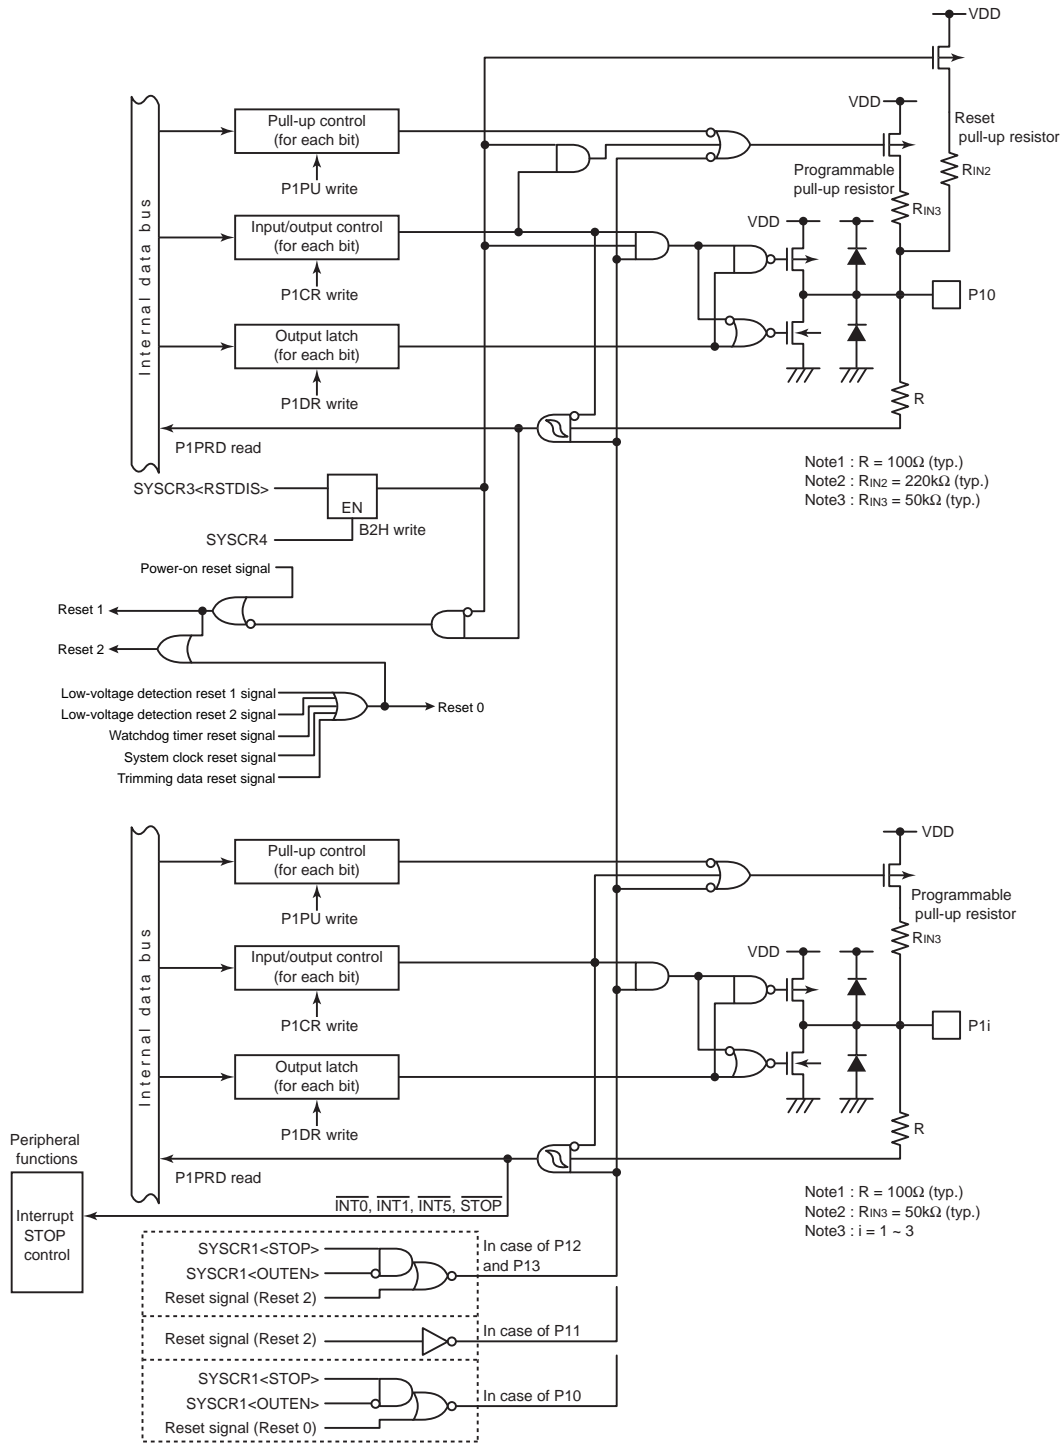 VDD
VDD
Reset
pull-up resistor
Internal data bus
Pull-up control
(for each bit)
P1PU write
Programmable
pull-up resistor
RIN2
RIN3
VDD
Input/output control
(for each bit)
P1CR write
P10
Output latch
(for each bit)
P1DR write
R
P1PRD read
Note1 : R = 100Ω (typ.)
Note2 : RIN2 = 220kΩ (typ.)
Note3 : RIN3 = 50kΩ (typ.)
SYSCR3<RSTDIS>
EN
B2H write
SYSCR4
Power-on reset signal
Reset 1
Reset 2
Low-voltage detection reset 1 signal
Low-voltage detection reset 2 signal
Watchdog timer reset signal
System clock reset signal
Trimming data reset signal
Reset 0
VDD
Internal data bus
Pull-up control
(for each bit)
P1PU write
Programmable
pull-up resistor
RIN3
VDD
Input/output control
(for each bit)
P1CR write
P1i
Output latch
(for each bit)
P1DR write
R
Peripheral
functions
P1PRD read
Interrupt
STOP
control
INT0, INT1, INT5, STOP
Note1 : R = 100Ω (typ.)
Note2 : RIN3 = 50kΩ (typ.)
Note3 : i = 1 ~ 3
SYSCR1<STOP>
SYSCR1<OUTEN>
Reset signal (Reset 2)
In case of P12
and P13
Reset signal (Reset 2)
In case of P11
SYSCR1<STOP>
SYSCR1<OUTEN>
Reset signal (Reset 0)
In case of P10